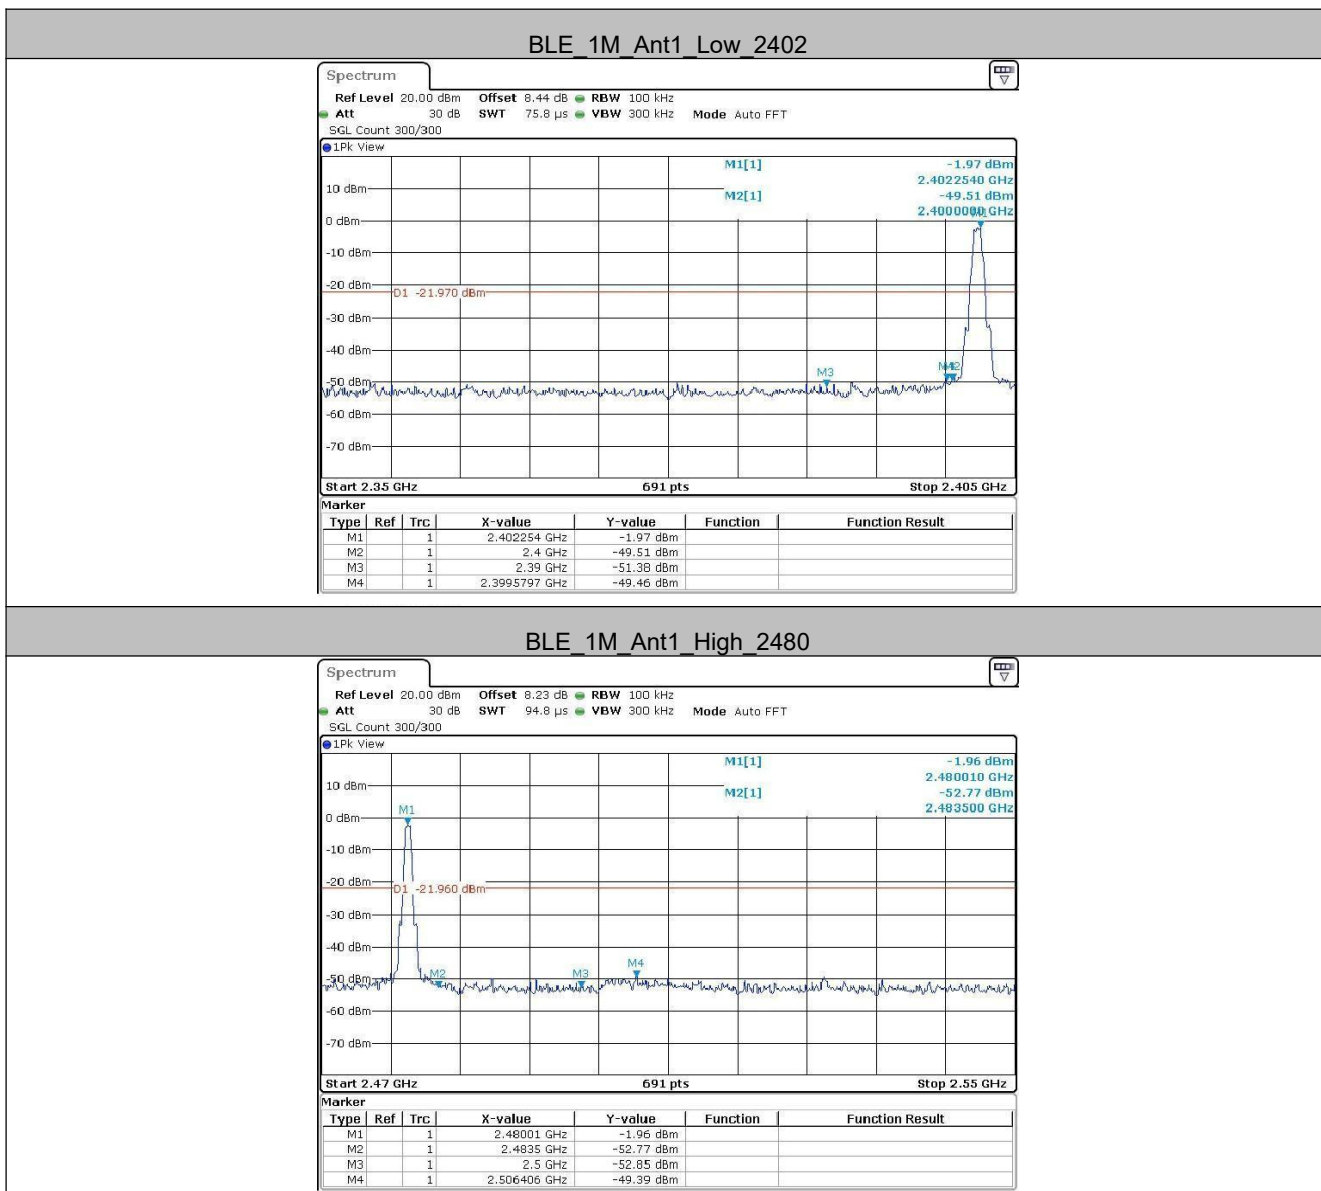 BLE_1M_Ant1_Low_2402
Spectrum
Ref Level 20.00 dBm Offset 8.44 dB RBW 100 kHz
Att 30 dB SWT 75.8 µs VBW 300 kHz Mode Auto FFT
SGL Count 300/300
1Pk View
M1[1] -1.97 dBm
2.4022540 GHz
10 dBm
M2[1] -49.51 dBm
2.4000000 GHz
M1
0 dBm
-10 dBm
-20 dBm
D1 -21.970 dBm
-30 dBm
-40 dBm
M3 M4 M2
-50 dBm
-60 dBm
-70 dBm
Start 2.35 GHz 691 pts Stop 2.405 GHz
Marker
Type Ref Trc X-value Y-value Function Function Result
M1 1 2.402254 GHz -1.97 dBm
M2 1 2.4 GHz -49.51 dBm
M3 1 2.39 GHz -51.38 dBm
M4 1 2.3995797 GHz -49.46 dBm
BLE_1M_Ant1_High_2480
Spectrum
Ref Level 20.00 dBm Offset 8.23 dB RBW 100 kHz
Att 30 dB SWT 94.8 µs VBW 300 kHz Mode Auto FFT
SGL Count 300/300
1Pk View
M1[1] -1.96 dBm
2.480010 GHz
10 dBm
M2[1] -52.77 dBm
2.483500 GHz
M1
0 dBm
-10 dBm
-20 dBm
D1 -21.960 dBm
-30 dBm
-40 dBm
M2 M3 M4
-50 dBm
-60 dBm
-70 dBm
Start 2.47 GHz 691 pts Stop 2.55 GHz
Marker
Type Ref Trc X-value Y-value Function Function Result
M1 1 2.48001 GHz -1.96 dBm
M2 1 2.4835 GHz -52.77 dBm
M3 1 2.5 GHz -52.85 dBm
M4 1 2.506406 GHz -49.39 dBm